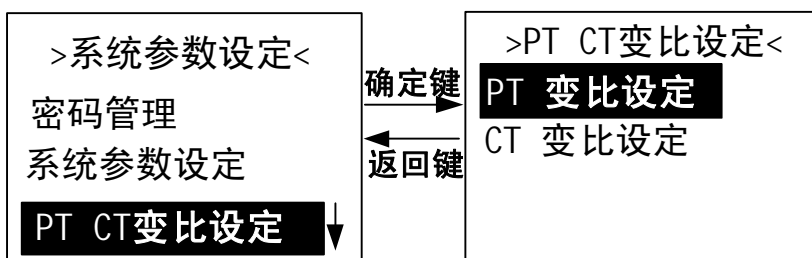 >系统参数设定<
密码管理
系统参数设定
PT CT变比设定
确定键
返回键
>PT CT变比设定<
PT 变比设定
CT 变比设定